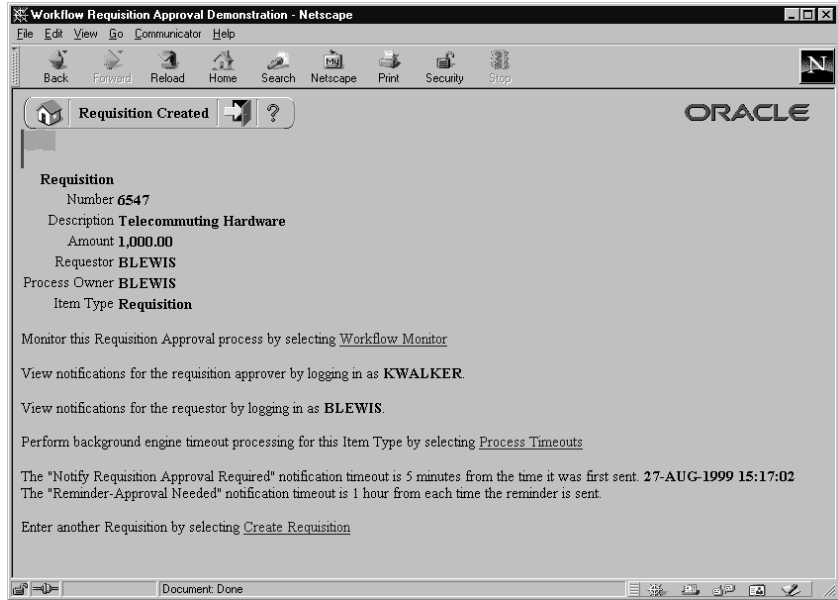 Workflow Requisition Approval Demonstration - Netscape
File Edit View Go Communicator Help
Back Forward Reload Home Search Netscape Print Security Stop
My
N
Requisition Created ?
ORACLE
Requisition
Number 6547
Description Telecommuting Hardware
Amount 1,000.00
Requestor BLEWIS
Process Owner BLEWIS
Item Type Requisition
Monitor this Requisition Approval process by selecting Workflow Monitor
View notifications for the requisition approver by logging in as KWALKER.
View notifications for the requestor by logging in as BLEWIS.
Perform background engine timeout processing for this Item Type by selecting Process Timeouts
The "Notify Requisition Approval Required" notification timeout is 5 minutes from the time it was first sent. 27-AUG-1999 15:17:02
The "Reminder-Approval Needed" notification timeout is 1 hour from each time the reminder is sent.
Enter another Requisition by selecting Create Requisition
Document: Done